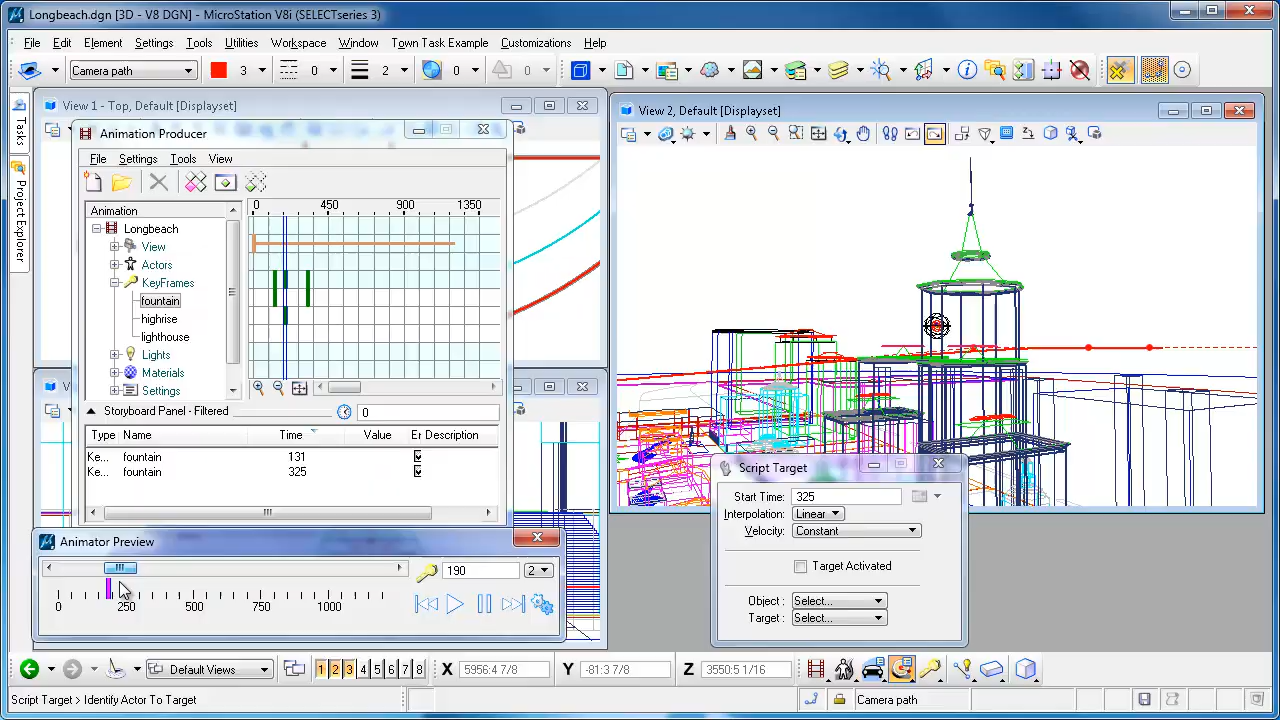 Longbeach.dgn [3D - V8 DGN] - MicroStation V8i (SELECTseries 3)
File Edit Element Settings Tools Utilities Workspace Window Town Task Example Customizations Help
Camera path 3 0 2 0 0
Tasks
Project Explorer
View 1 - Top, Default [Displayset]
View 2, Default [Displayset]
Animation Producer
File Settings Tools View
Animation
0 450 900 1350
Longbeach
View
Actors
KeyFrames
fountain
highrise
lighthouse
Lights
Materials
Settings
Storyboard Panel - Filtered 0
Type Name Time Value Er Description
Ke... fountain 131
Ke... fountain 325
Animator Preview
190 2
0 250 500 750 1000
Script Target
Start Time: 325
Interpolation: Linear
Velocity: Constant
Target Activated
Object : Select...
Target : Select...
Default Views 1 2 3 4 5 6 7 8 X 5956:4 7/8 Y -81:3 7/8 Z 3550:5 1/16
Script Target > Identify Actor To Target Camera path